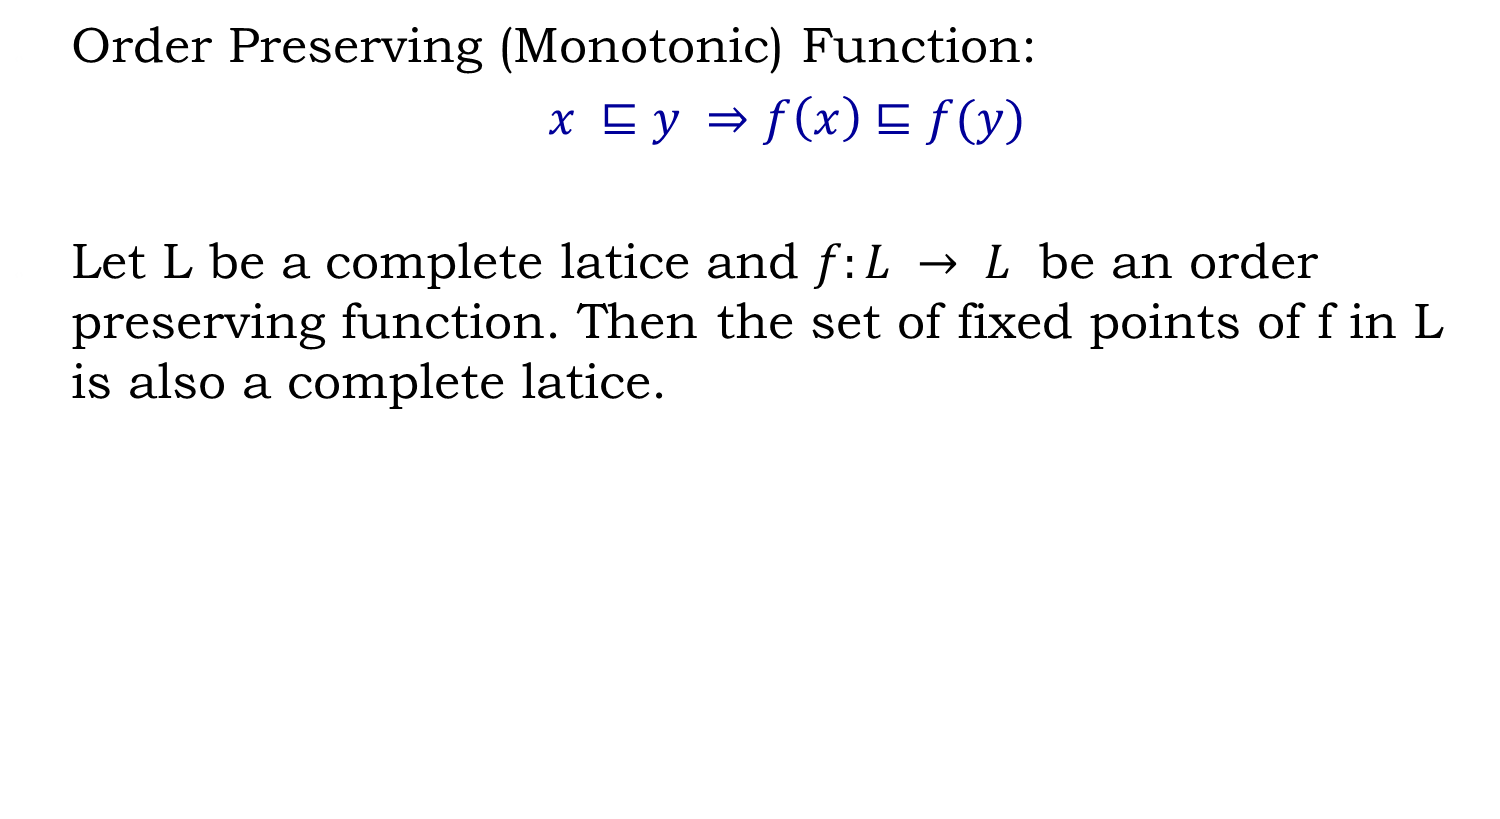 Order Preserving (Monotonic) Function:
x ⊑ y ⇒ f(x) ⊑ f(y)
Let L be a complete latice and f: L → L be an order
preserving function. Then the set of fixed points of f in L
is also a complete latice.